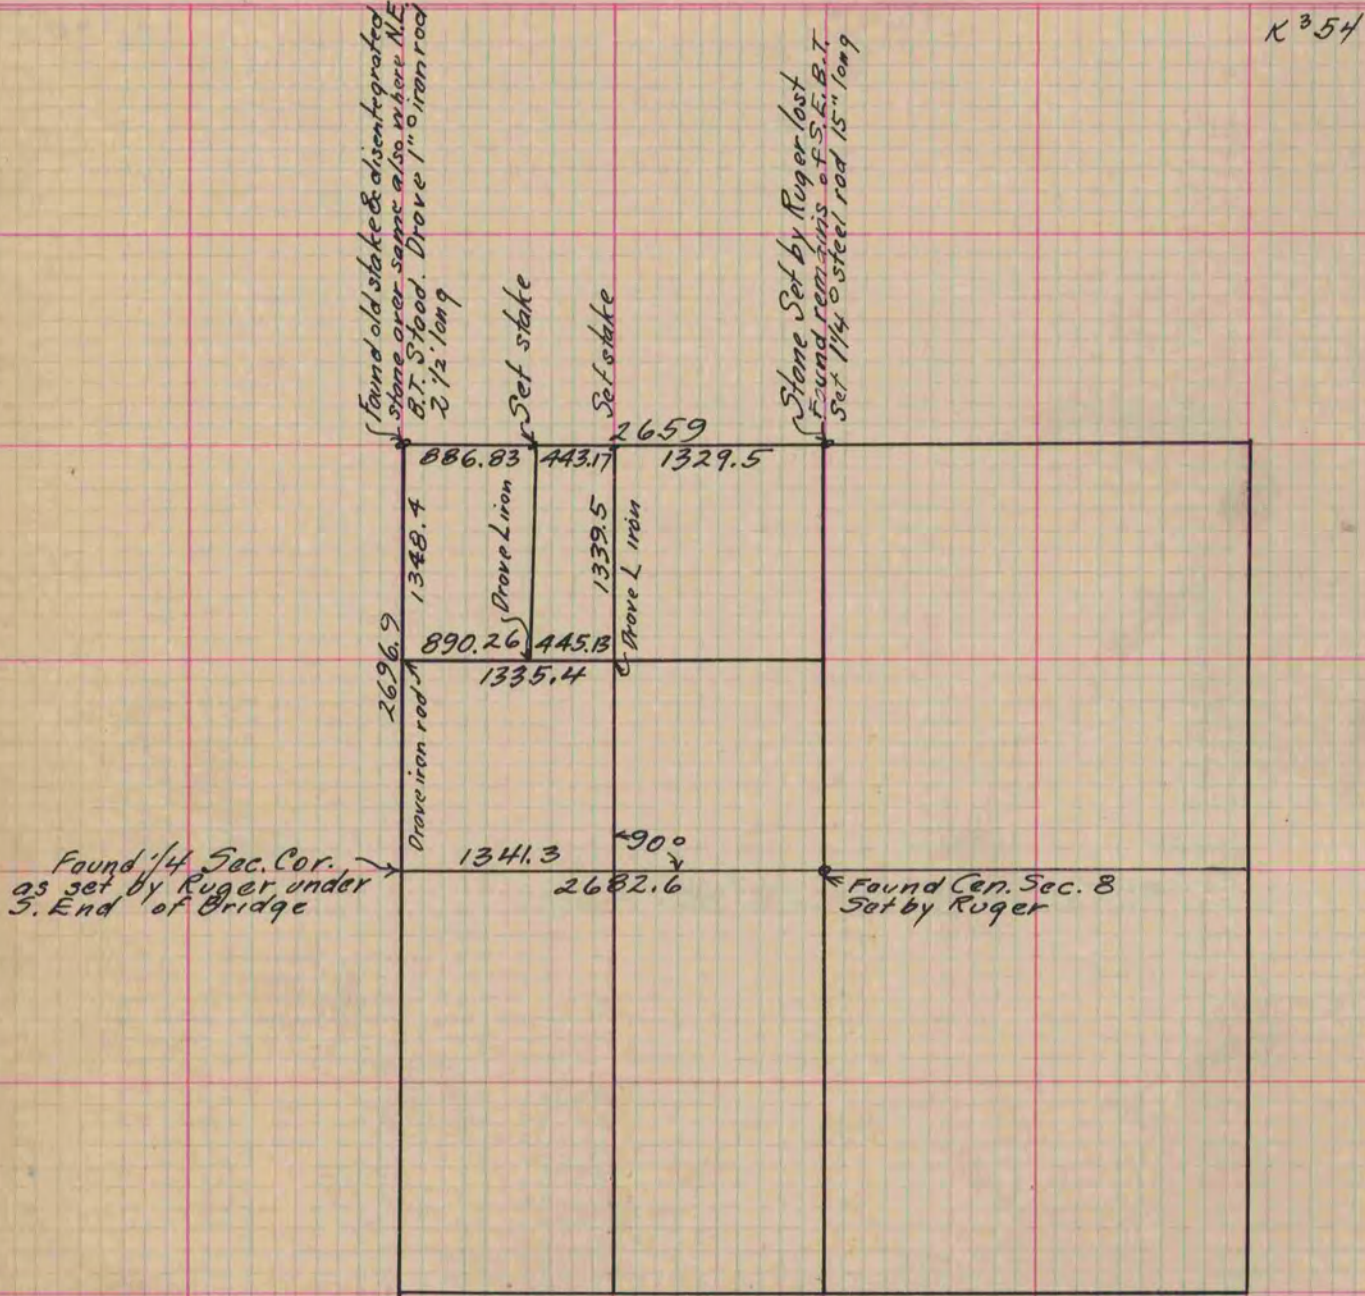 K³54
Found old stake & disentegrated
stone over same also where N.E.
B.T. Stood. Drove 1" ○ iron rod
2 1/2' long
Set stake
Set stake
Stone Set by Ruger lost
Found remains of S.E.B.T.
Set 1 1/4 ○ steel rod 15" long
2659
886.83
443.17
1329.5
1348.4
Drove L iron
1339.5
Drove L iron
2696.9
890.26
445.13
1335.4
Drove iron rod
90°
1341.3
2682.6
Found 1/4 Sec. Cor.
as set by Ruger under
S. End of Bridge
Found Cen. Sec. 8
Set by Ruger